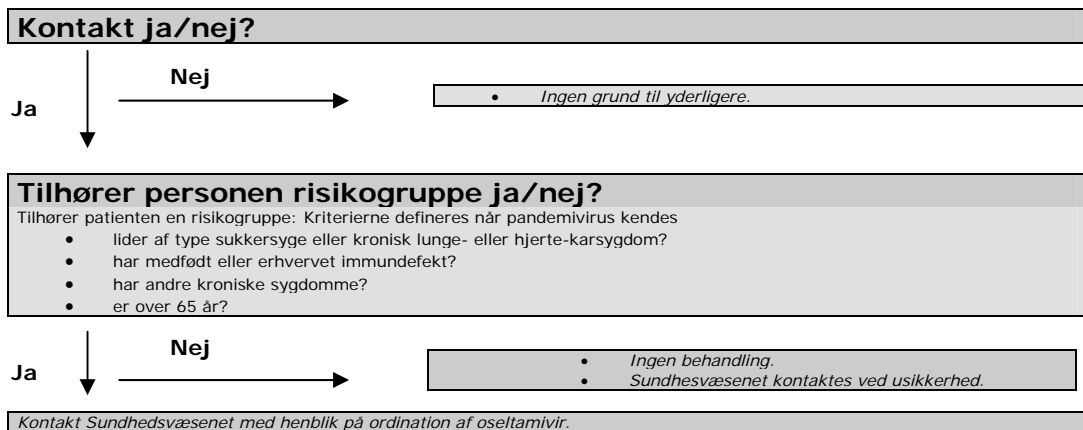 Kontakt ja/nej?
Nej
Ja
• Ingen grund til yderligere.
Tilhører personen risikogruppe ja/nej?
Tilhører patienten en risikogruppe: Kriterierne defineres når pandemivirus kendes
• lider af type sukkersyge eller kronisk lunge- eller hjerte-karsygdom?
• har medfødt eller erhvervet immundefekt?
• har andre kroniske sygdomme?
• er over 65 år?
Nej
Ja
• Ingen behandling.
• Sundhesvæsenet kontaktes ved usikkerhed.
Kontakt Sundhedsvæsenet med henblik på ordination af oseltamivir.